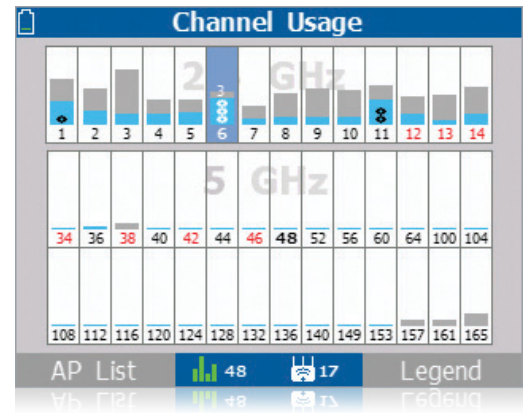 Channel Usage
2.4 GHz
3
1 2 3 4 5 6 7 8 9 10 11 12 13 14
5 GHz
34 36 38 40 42 44 46 48 52 56 60 64 100 104
108 112 116 120 124 128 132 136 140 149 153 157 161 165
AP List 48 17 Legend